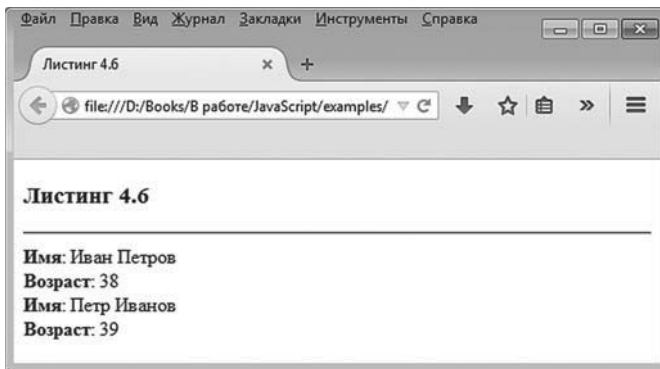 Файл Правка Вид Журнал Закладки Инструменты Справка
Листинг 4.6
file:///D:/Books/В работе/JavaScript/examples/
Листинг 4.6
Имя: Иван Петров
Возраст: 38
Имя: Петр Иванов
Возраст: 39